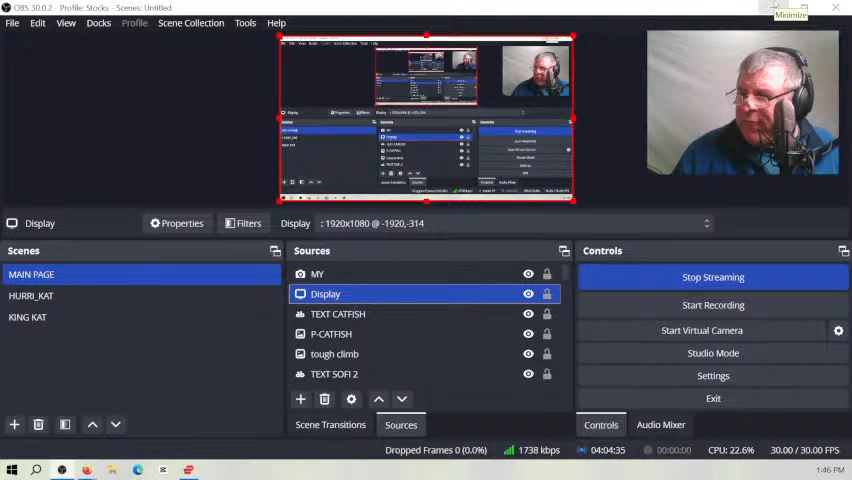 OBS 30.0.2 - Profile: Stocks - Scenes: Untitled
Minimize
File Edit View Docks Profile Scene Collection Tools Help
Display Properties Filters Display : 1920x1080 @ -1920,-314
Scenes
MAIN PAGE
HURRI_KAT
KING KAT
Sources
MY
Display
TEXT CATFISH
P-CATFISH
tough climb
TEXT SOFI 2
Scene Transitions Sources
Controls
Stop Streaming
Start Recording
Start Virtual Camera
Studio Mode
Settings
Exit
Controls Audio Mixer
Dropped Frames 0 (0.0%) 1738 kbps 04:04:35 00:00:00 CPU: 22.6% 30.00 / 30.00 FPS
1:46 PM